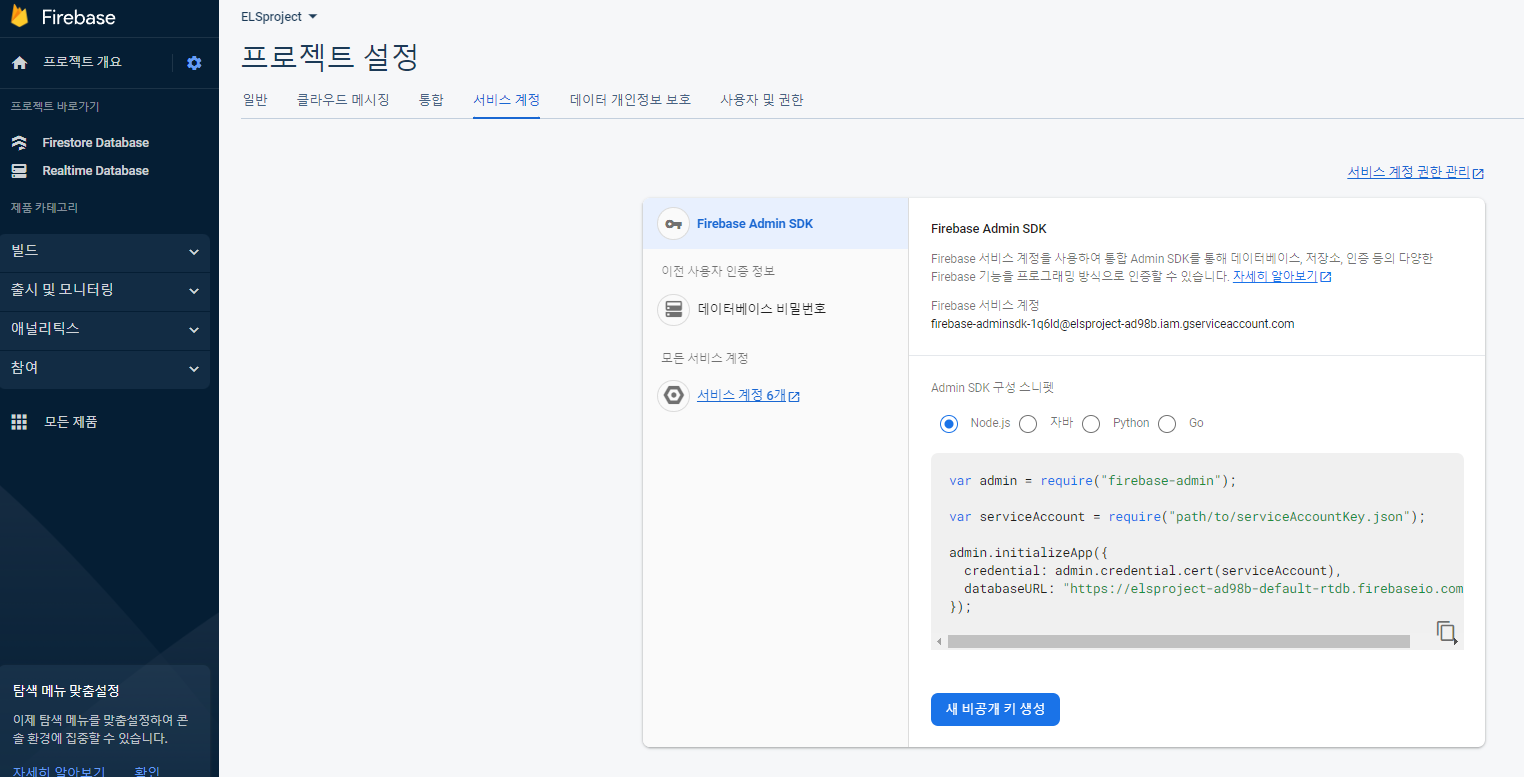 Firebase
프로젝트 개요
프로젝트 바로가기
Firestore Database
Realtime Database
제품 카테고리
빌드
출시 및 모니터링
애널리틱스
참여
모든 제품
탐색 메뉴 맞춤설정
이제 탐색 메뉴를 맞춤설정하여 콘
솔 환경에 집중할 수 있습니다.
자세히 알아보기 확인
ELSproject
프로젝트 설정
일반 클라우드 메시징 통합 서비스 계정 데이터 개인정보 보호 사용자 및 권한
서비스 계정 권한 관리
Firebase Admin SDK
이전 사용자 인증 정보
데이터베이스 비밀번호
모든 서비스 계정
서비스 계정 6개
Firebase Admin SDK
Firebase 서비스 계정을 사용하여 통합 Admin SDK를 통해 데이터베이스, 저장소, 인증 등의 다양한
Firebase 기능을 프로그래밍 방식으로 인증할 수 있습니다. 자세히 알아보기
Firebase 서비스 계정
firebase-adminsdk-1q6ld@elsproject-ad98b.iam.gserviceaccount.com
Admin SDK 구성 스니펫
Node.js 자바 Python Go
var admin = require("firebase-admin");
var serviceAccount = require("path/to/serviceAccountKey.json");
admin.initializeApp({
credential: admin.credential.cert(serviceAccount),
databaseURL: "https://elsproject-ad98b-default-rtdb.firebaseio.com
});
새 비공개 키 생성